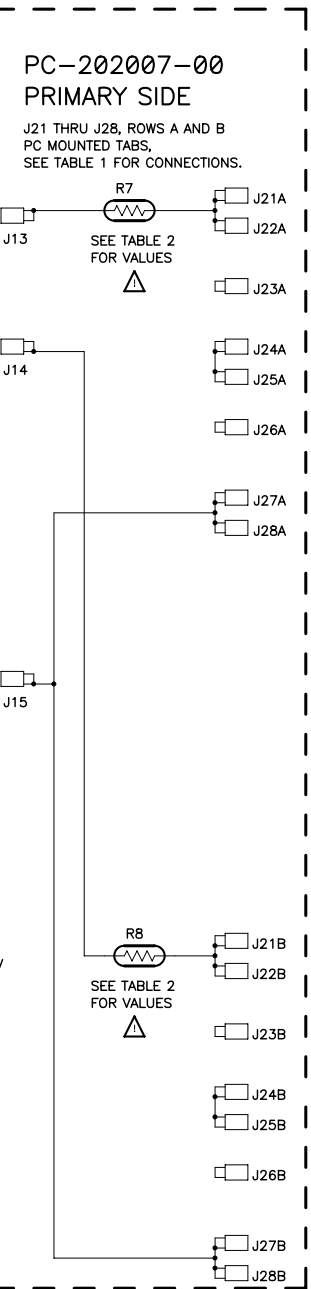 PC-202007-00
PRIMARY SIDE
J21 THRU J28, ROWS A AND B
PC MOUNTED TABS,
SEE TABLE 1 FOR CONNECTIONS.
R7
J21A
J13
J22A
SEE TABLE 2
FOR VALUES
!
J23A
J24A
J14
J25A
J26A
J27A
J28A
J15
R8
J21B
J22B
SEE TABLE 2
FOR VALUES
!
J23B
J24B
J25B
J26B
J27B
J28B